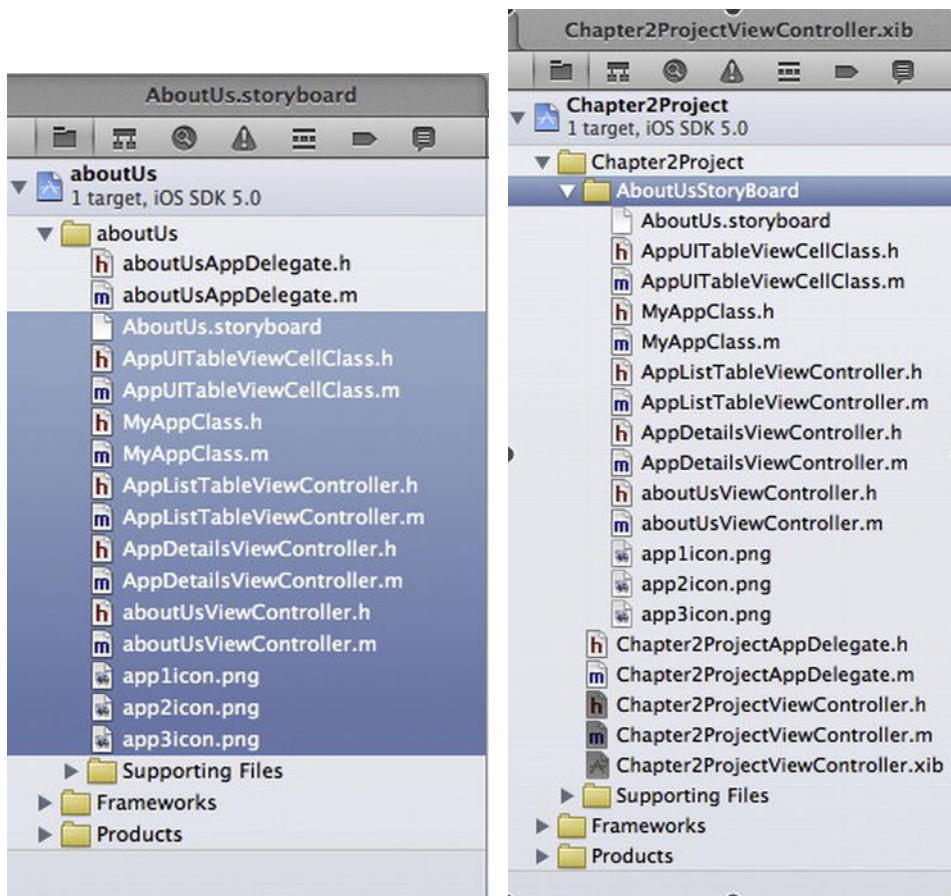 AboutUs.storyboard
aboutUs
1 target, iOS SDK 5.0
aboutUs
aboutUsAppDelegate.h
aboutUsAppDelegate.m
AboutUs.storyboard
AppUITableViewCellClass.h
AppUITableViewCellClass.m
MyAppClass.h
MyAppClass.m
AppListTableViewController.h
AppListTableViewController.m
AppDetailsViewController.h
AppDetailsViewController.m
aboutUsViewController.h
aboutUsViewController.m
app1icon.png
app2icon.png
app3icon.png
Supporting Files
Frameworks
Products
Chapter2ProjectViewController.xib
Chapter2Project
1 target, iOS SDK 5.0
Chapter2Project
AboutUsStoryBoard
AboutUs.storyboard
AppUITableViewCellClass.h
AppUITableViewCellClass.m
MyAppClass.h
MyAppClass.m
AppListTableViewController.h
AppListTableViewController.m
AppDetailsViewController.h
AppDetailsViewController.m
aboutUsViewController.h
aboutUsViewController.m
app1icon.png
app2icon.png
app3icon.png
Chapter2ProjectAppDelegate.h
Chapter2ProjectAppDelegate.m
Chapter2ProjectViewController.h
Chapter2ProjectViewController.m
Chapter2ProjectViewController.xib
Supporting Files
Frameworks
Products